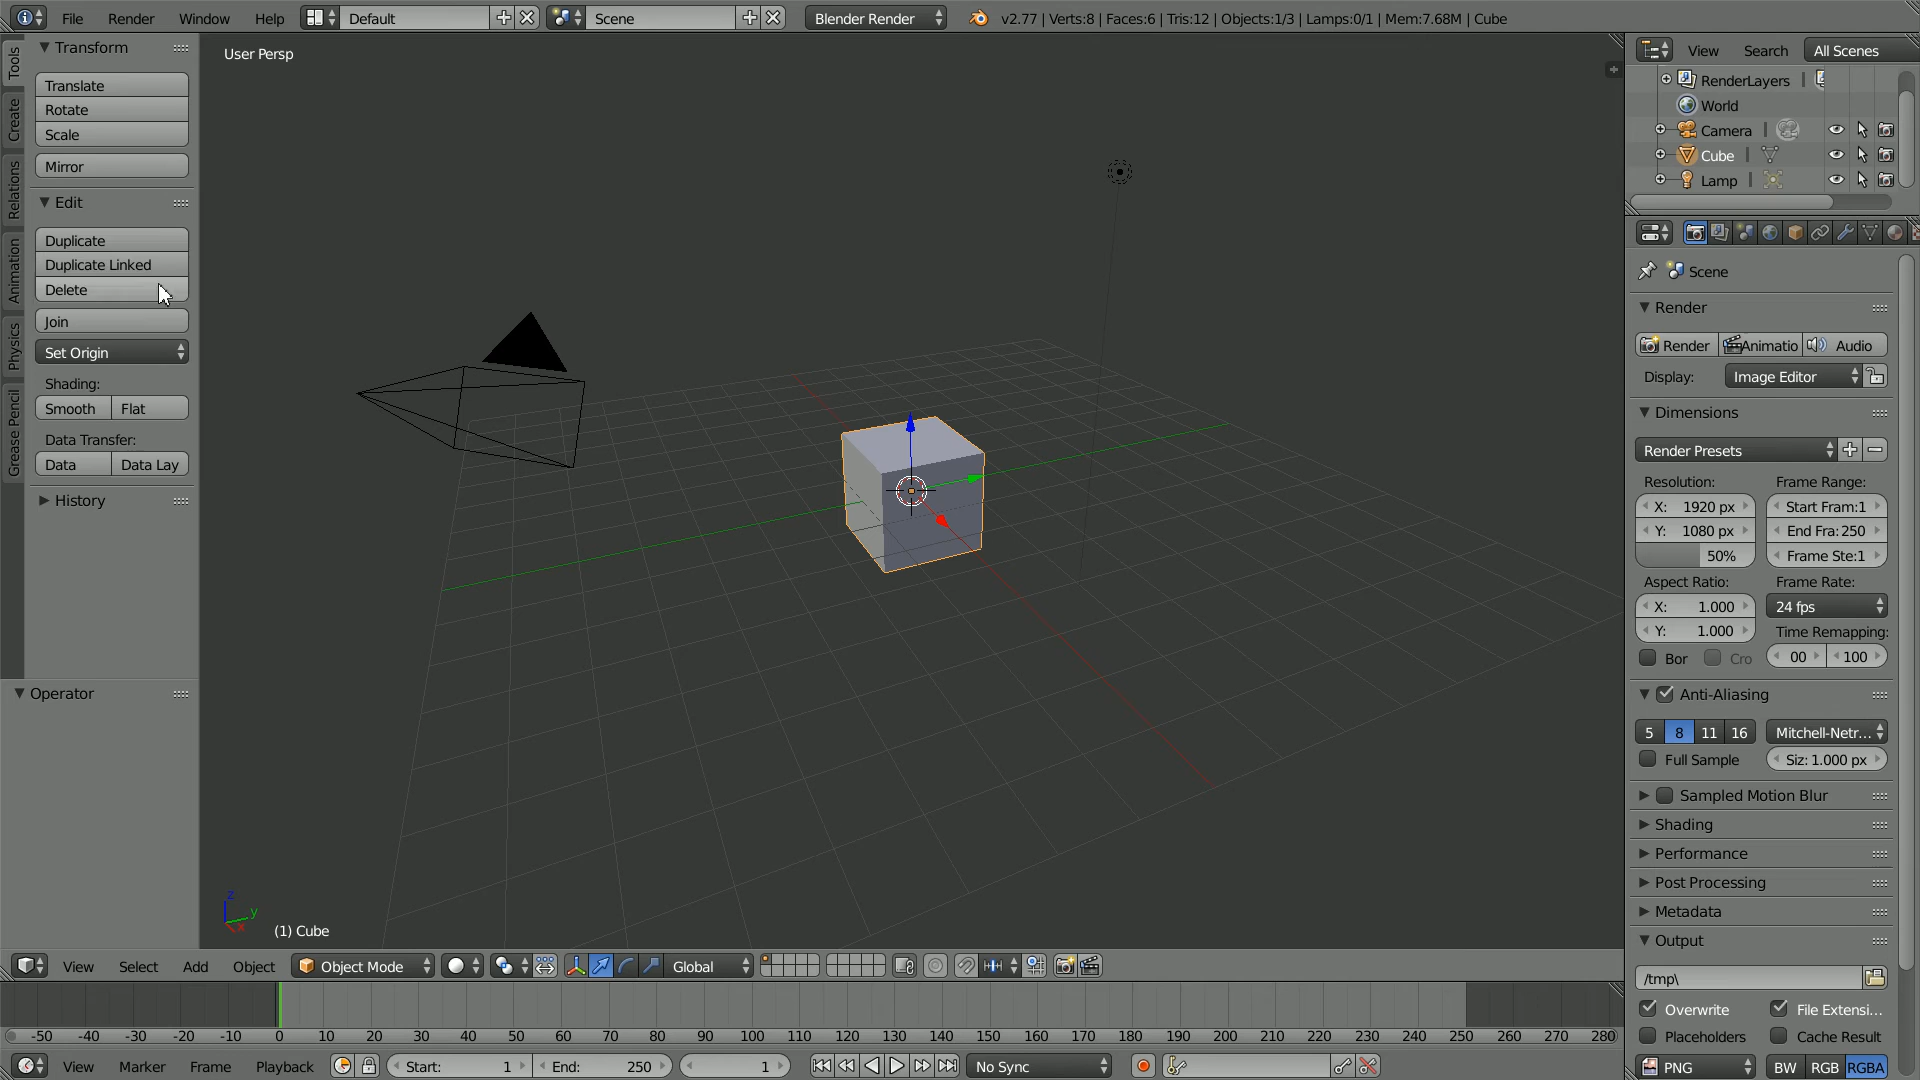 File Render Window Help Default Scene Blender Render v2.77 | Verts:8 | Faces:6 | Tris:12 | Objects:1/3 | Lamps:0/1 | Mem:7.68M | Cube
Tools
Create
Relations
Animation
Physics
Grease Pencil
Transform
Translate
Rotate
Scale
Mirror
Edit
Duplicate
Duplicate Linked
Delete
Join
Set Origin
Shading:
Smooth Flat
Data Transfer:
Data Data Lay
History
Operator
User Persp
z
y
x
(1) Cube
View Select Add Object Object Mode Global
-50 -40 -30 -20 -10 0 10 20 30 40 50 60 70 80 90 100 110 120 130 140 150 160 170 180 190 200 210 220 230 240 250 260 270 280
View Marker Frame Playback Start: 1 End: 250 1 No Sync
View Search All Scenes
RenderLayers |
World
Camera |
Cube |
Lamp |
Scene
Render
Render Animatio Audio
Display: Image Editor
Dimensions
Render Presets
Resolution: Frame Range:
X: 1920 px Start Fram:1
Y: 1080 px End Fra:250
50% Frame Ste:1
Aspect Ratio: Frame Rate:
X: 1.000 24 fps
Y: 1.000 Time Remapping:
Bor Cro 00 100
Anti-Aliasing
5 8 11 16 Mitchell-Netr...
Full Sample Siz: 1.000 px
Sampled Motion Blur
Shading
Performance
Post Processing
Metadata
Output
/tmp\
Overwrite File Extensi...
Placeholders Cache Result
PNG BW RGB RGBA